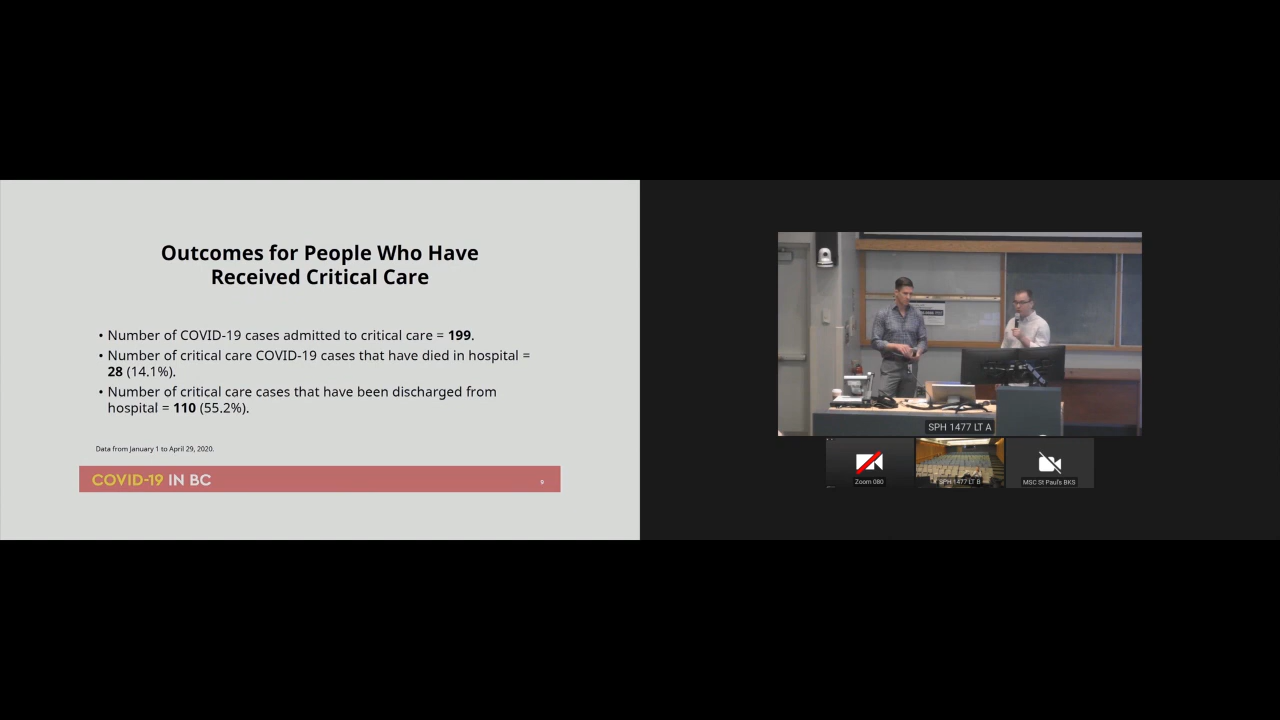 Outcomes for People Who Have
Received Critical Care
• Number of COVID-19 cases admitted to critical care = 199.
• Number of critical care COVID-19 cases that have died in hospital =
28 (14.1%).
• Number of critical care cases that have been discharged from
hospital = 110 (55.2%).
Data from January 1 to April 29, 2020.
COVID-19 IN BC
9
SPH 1477 LT A
Zoom 080
SPH 1477 LT B
MSC St Paul's BKS